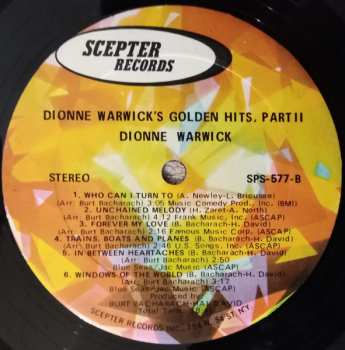 SCEPTER
RECORDS
DIONNE WARWICK'S GOLDEN HITS, PART II
DIONNE WARWICK
STEREO SPS-577-B
1. WHO CAN I TURN TO (A. Newley-L. Bricusse)
(Arr: Burt Bacharach) 3:05 Music Comedy Prod., Inc. (BMI)
2. UNCHAINED MELODY (H. Zaret-A. North)
(Arr: Burt Bacharach) 4:12 Frank Music, Inc. (ASCAP)
3. FOREVER MY LOVE (B. Bacharach-H. David)
(Arr: Burt Bacharach) 2:16 Famous Music Corp. (ASCAP)
4. TRAINS, BOATS AND PLANES (B. Bacharach-H. David)
(Arr: Burt Bacharach) 2:46 U.S. Songs, Inc. (ASCAP)
5. IN BETWEEN HEARTACHES (B. Bacharach-H. David)
(Arr: Burt Bacharach) 2:50
Blue Seas/Jac Music (ASCAP)
6. WINDOWS OF THE WORLD (B. Bacharach-H. David)
(Arr: Burt Bacharach) 3:12
Blue Seas/Jac Music (ASCAP)
Produced by
BURT BACHARACH-HAL DAVID
Total Time
SCEPTER RECORDS INC., 254 W. 54 ST., N.Y.